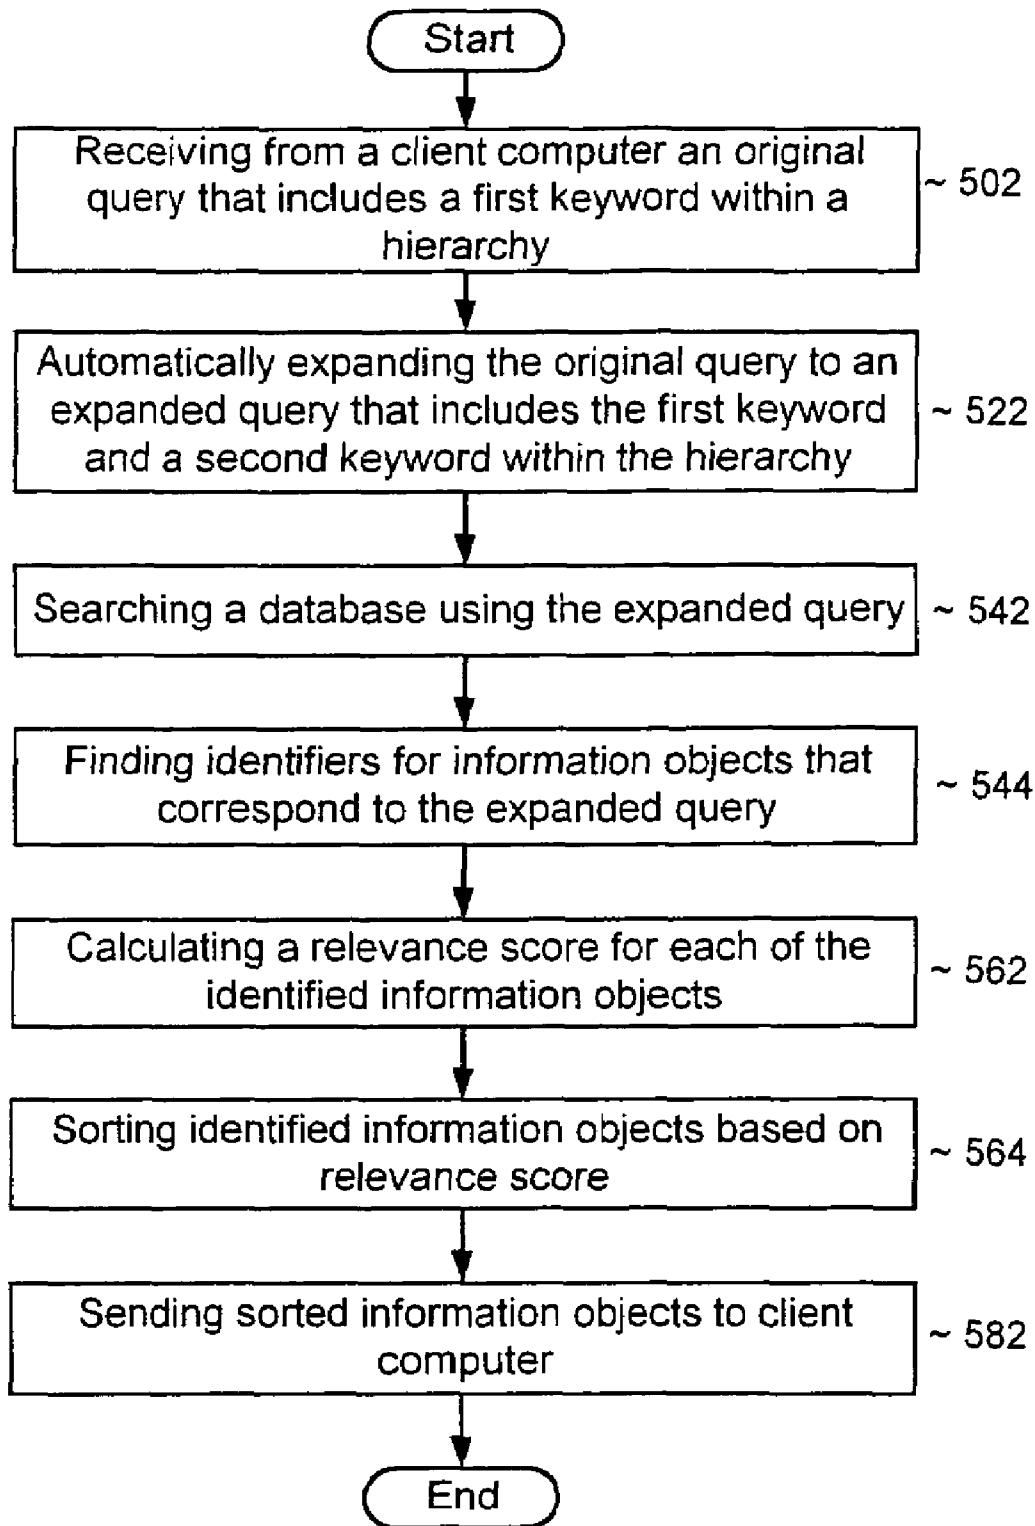 Start
Receiving from a client computer an original
query that includes a first keyword within a
hierarchy
~ 502
Automatically expanding the original query to an
expanded query that includes the first keyword
and a second keyword within the hierarchy
~ 522
Searching a database using the expanded query
~ 542
Finding identifiers for information objects that
correspond to the expanded query
~ 544
Calculating a relevance score for each of the
identified information objects
~ 562
Sorting identified information objects based on
relevance score
~ 564
Sending sorted information objects to client
computer
~ 582
End